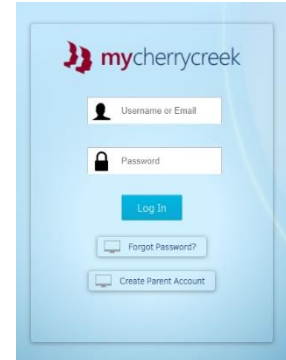 mycherrycreek
Username or Email
Password
Log In
Forgot Password?
Create Parent Account